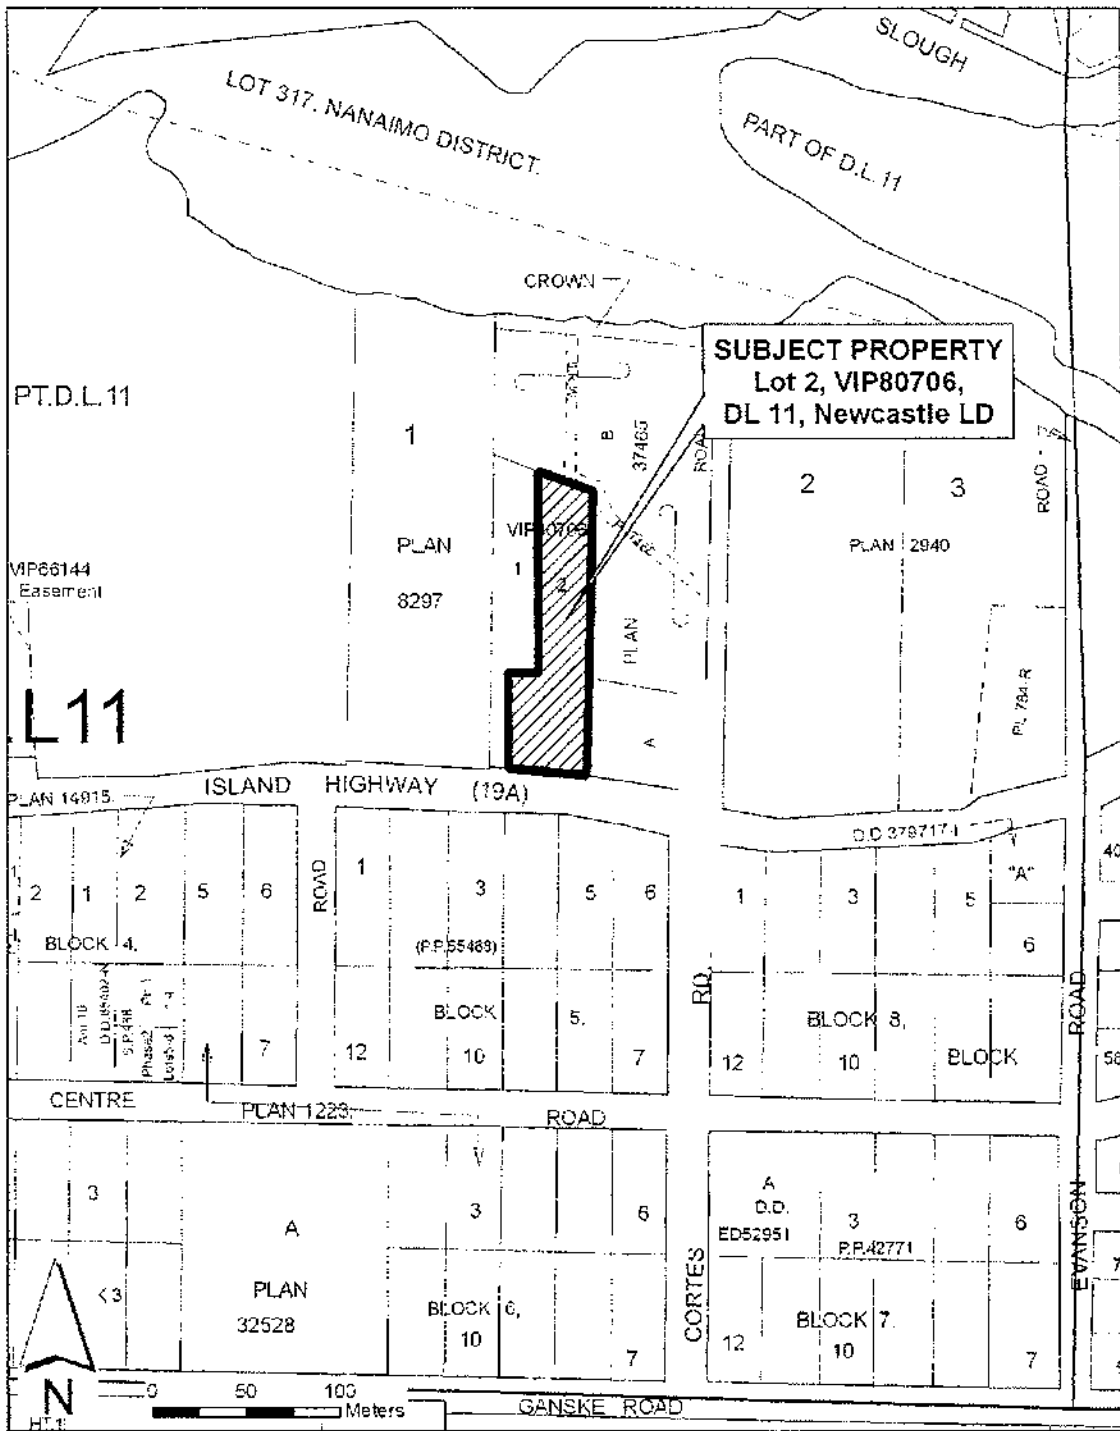 SLOUGH
LOT 317, NANAIMO DISTRICT.
PART OF D.L. 11
CROWN
SUBJECT PROPERTY
Lot 2, VIP80706,
DL 11, Newcastle LD
PT.D.L.11
1
B
37465
ROAD
2
3
ROAD
PLAN
8297
VIP80706
1
2
PLAN 2940
VIP66144
Easement
PLAN
A
PL 784-R
L11
ISLAND HIGHWAY (19A)
PLAN 14915.
2
1
2
5
6
ROAD
1
3
5
6
1
3
5
"A"
6
40
BLOCK 4.
(P.P.55489)
BLOCK 5.
RD.
BLOCK 8,
BLOCK
ROAD
S.P.
Phase2
7
12
10
7
12
10
58
CENTRE
PLAN 1223.
ROAD
3
A
3
6
A
D.D.
ED52951
3
P.P.42771
6
EVANSON
3
PLAN
32528
BLOCK 6,
10
7
CORTES
12
BLOCK 7.
10
7
N
0 50 100
Meters
GANSKE ROAD